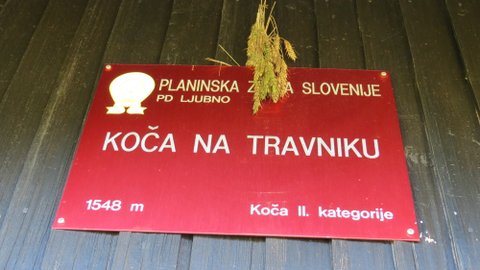 PLANINSKA SLOVENIJE
PD LJUBNO
KOČA NA TRAVNIKU
1548 m
Koča II. kategorije